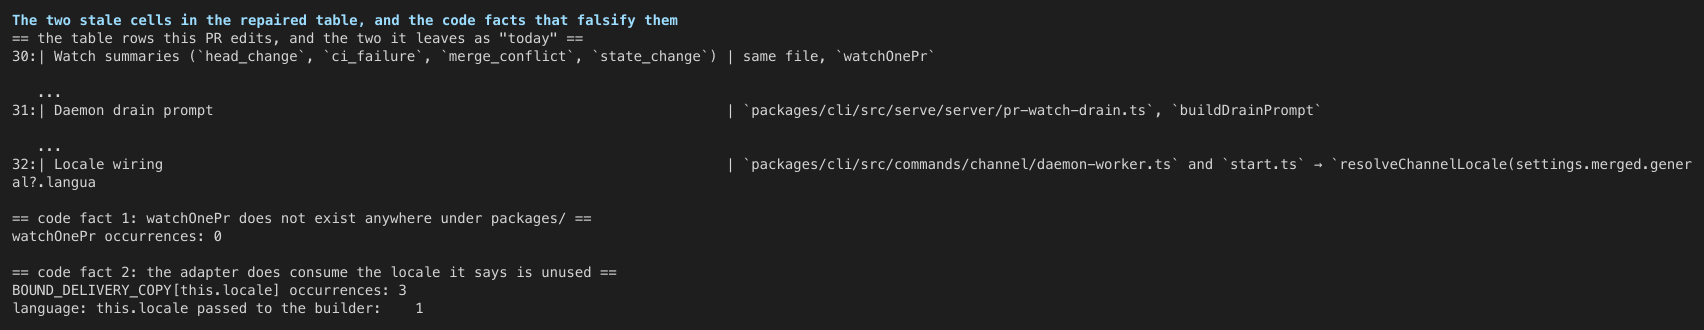 The two stale cells in the repaired table, and the code facts that falsify them
== the table rows this PR edits, and the two it leaves as "today" ==
30:| Watch summaries (`head_change`, `ci_failure`, `merge_conflict`, `state_change`) | same file, `watchOnePr`
...
31:| Daemon drain prompt | `packages/cli/src/serve/server/pr-watch-drain.ts`, `buildDrainPrompt`
...
32:| Locale wiring | `packages/cli/src/commands/channel/daemon-worker.ts` and `start.ts` → `resolveChannelLocale(settings.merged.gener
al?.langua
== code fact 1: watchOnePr does not exist anywhere under packages/ ==
watchOnePr occurrences: 0
== code fact 2: the adapter does consume the locale it says is unused ==
BOUND_DELIVERY_COPY[this.locale] occurrences: 3
language: this.locale passed to the builder: 1